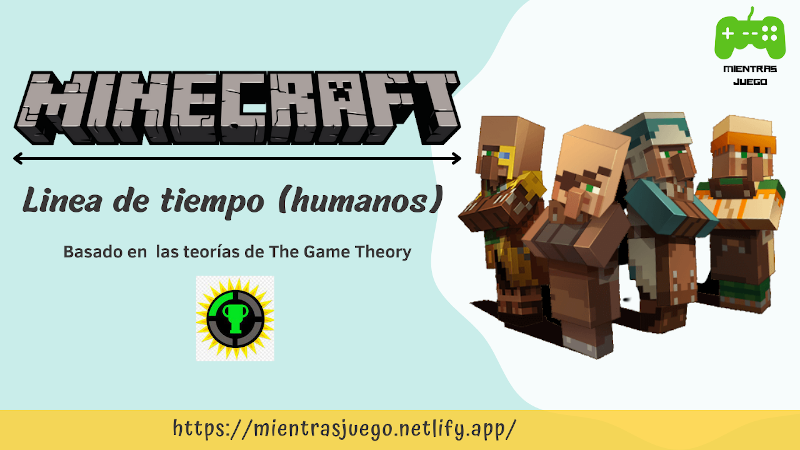 MIENTRAS
JUEGO
MINECRAFT
Linea de tiempo (humanos)
Basado en las teorías de The Game Theory
https://mientrasjuego.netlify.app/